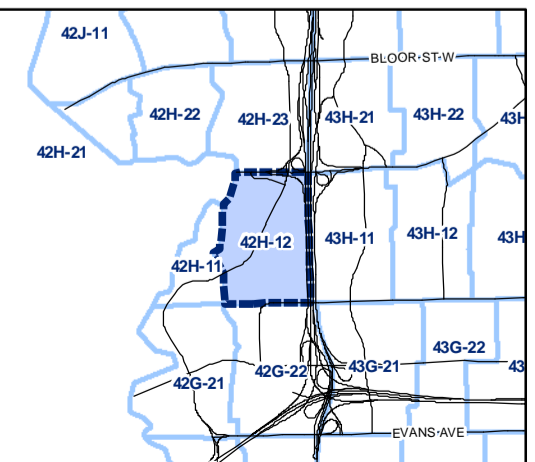 42J-11
BLOOR ST W
42H-22
42H-23
43H-21
43H-22
43H
42H-21
42H-12
43H-11
43H-12
43H
42H-11
43G-22
42G-21
42G-22
43G-21
43
EVANS AVE